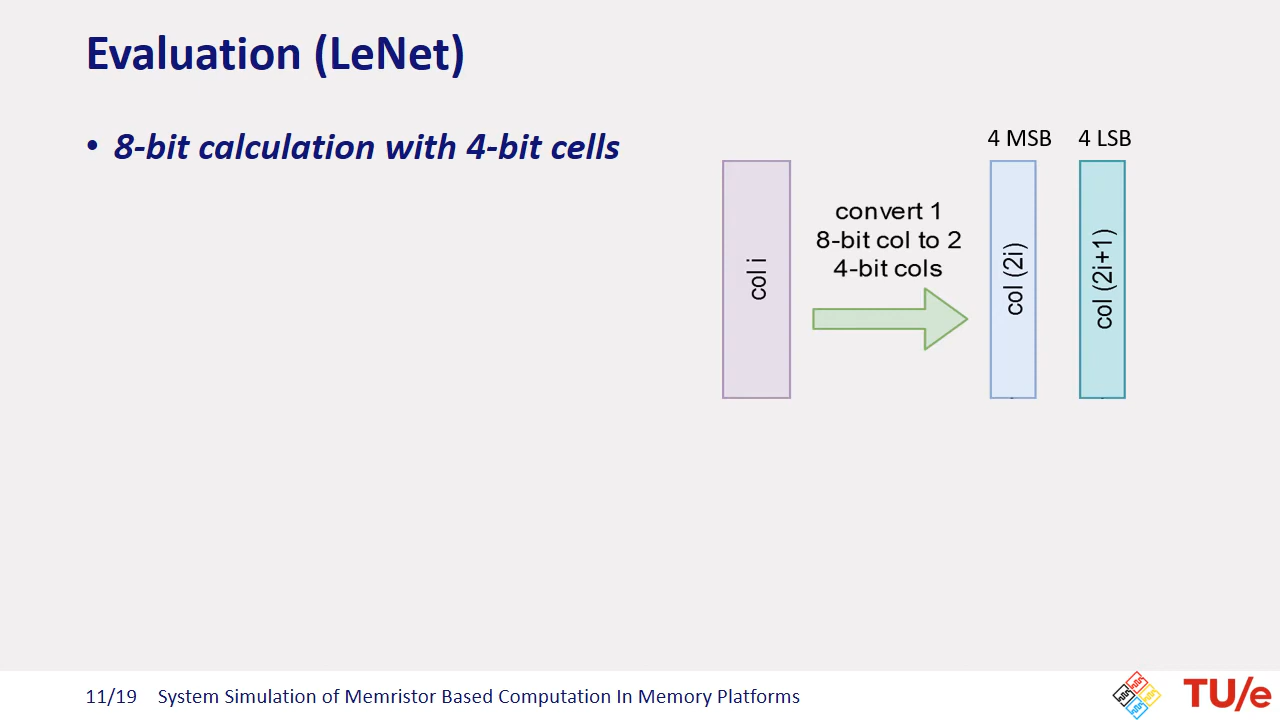 Evaluation (LeNet)
• 8-bit calculation with 4-bit cells
4 MSB 4 LSB
convert 1
8-bit col to 2
4-bit cols
col i
col (2i)
col (2i+1)
11/19 System Simulation of Memristor Based Computation In Memory Platforms
TU/e